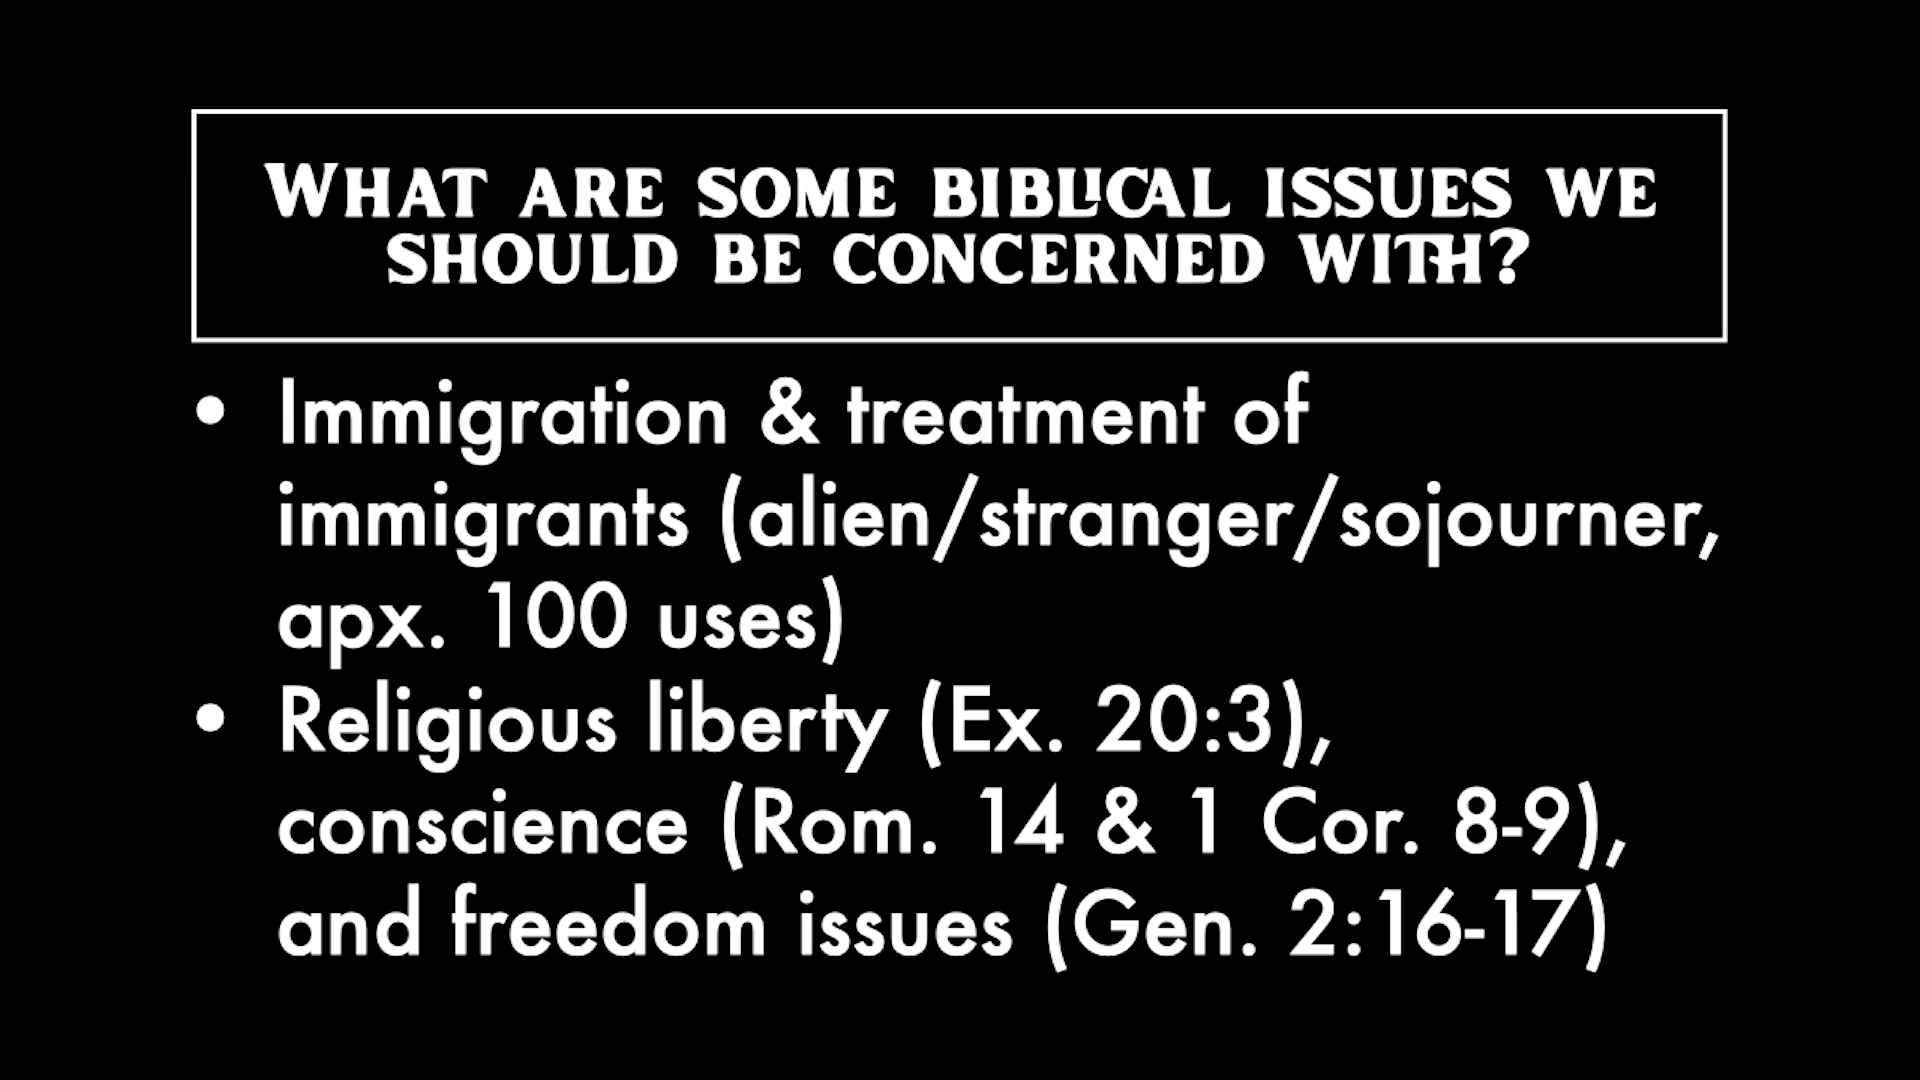 What are some biblical issues we
should be concerned with?
• Immigration & treatment of
immigrants (alien/stranger/sojourner,
apx. 100 uses)
• Religious liberty (Ex. 20:3),
conscience (Rom. 14 & 1 Cor. 8-9),
and freedom issues (Gen. 2:16-17)